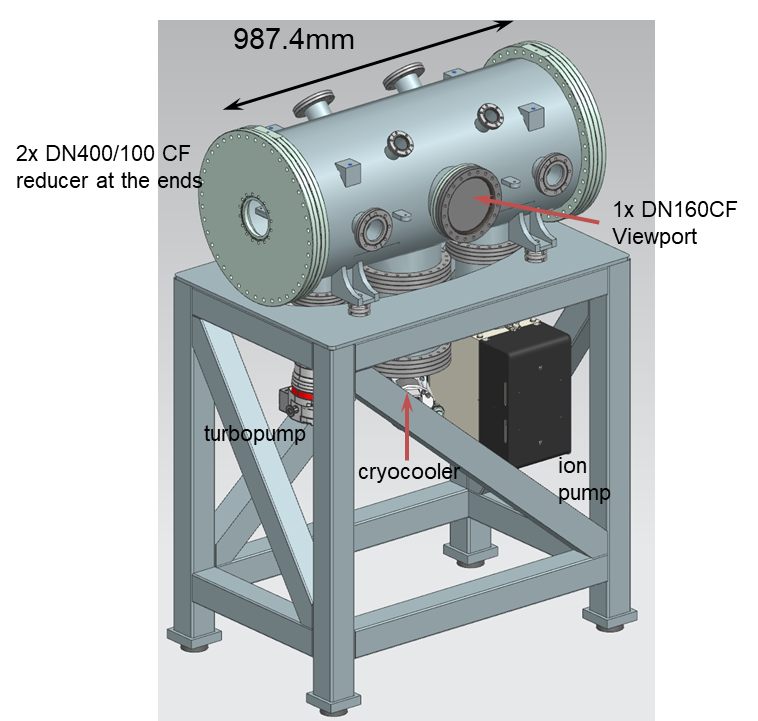 987.4mm
2x DN400/100 CF
reducer at the ends
1x DN160CF
Viewport
turbopump
cryocooler
ion
pump